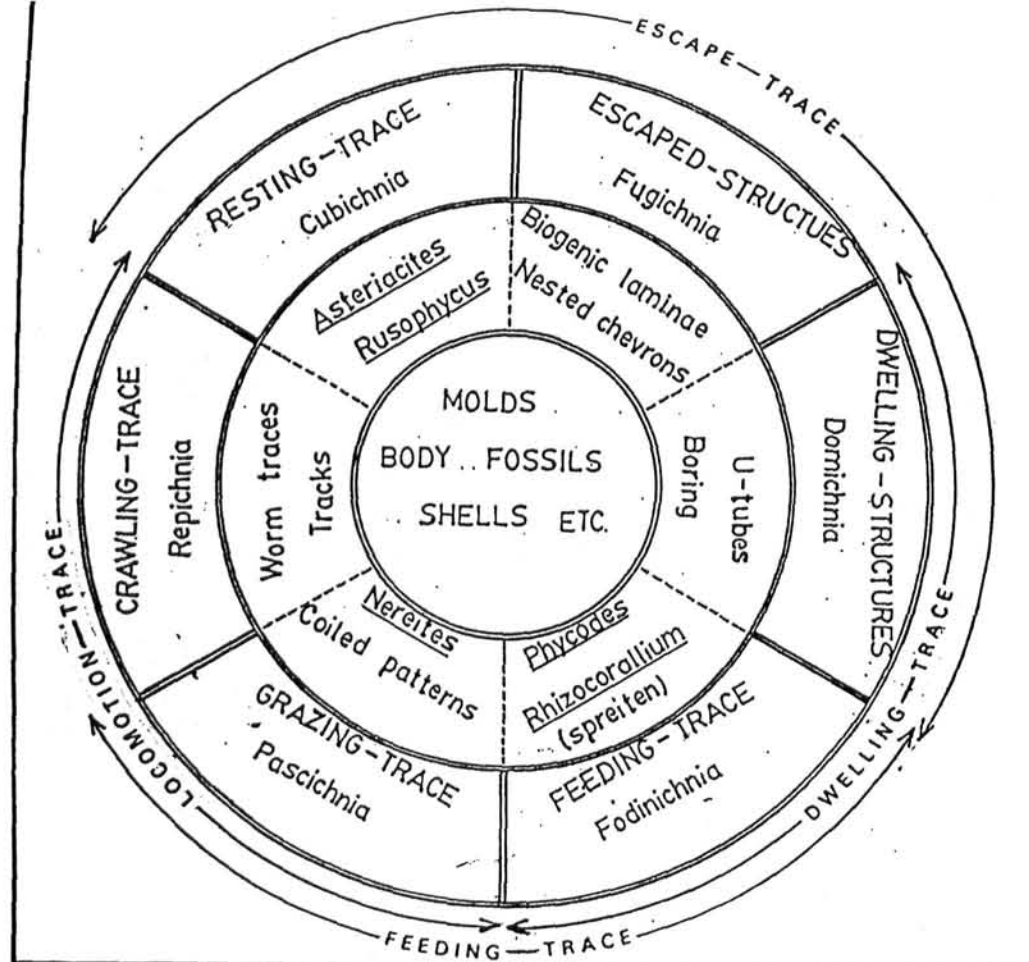 ESCAPE—TRACE
RESTING—TRACE
Cubichnia
ESCAPED-STRUCTUES
Fugichnia
Asteriacites
Rusophycus
Biogenic laminae
Nested chevrons
CRAWLING—TRACE
Repichnia
Worm traces
Tracks
MOLDS
BODY.. FOSSILS
SHELLS ETC.
Boring
U-tubes
Domichnia
DWELLING-STRUCTURES.
Nereites
Coiled patterns
Phycodes
Rhizocorallium
(spreiten)
GRAZING—TRACE
Pascichnia
FEEDING—TRACE
Fodinichnia
LOCOMOTION—TRACE
DWELLING—TRACE
FEEDING—TRACE